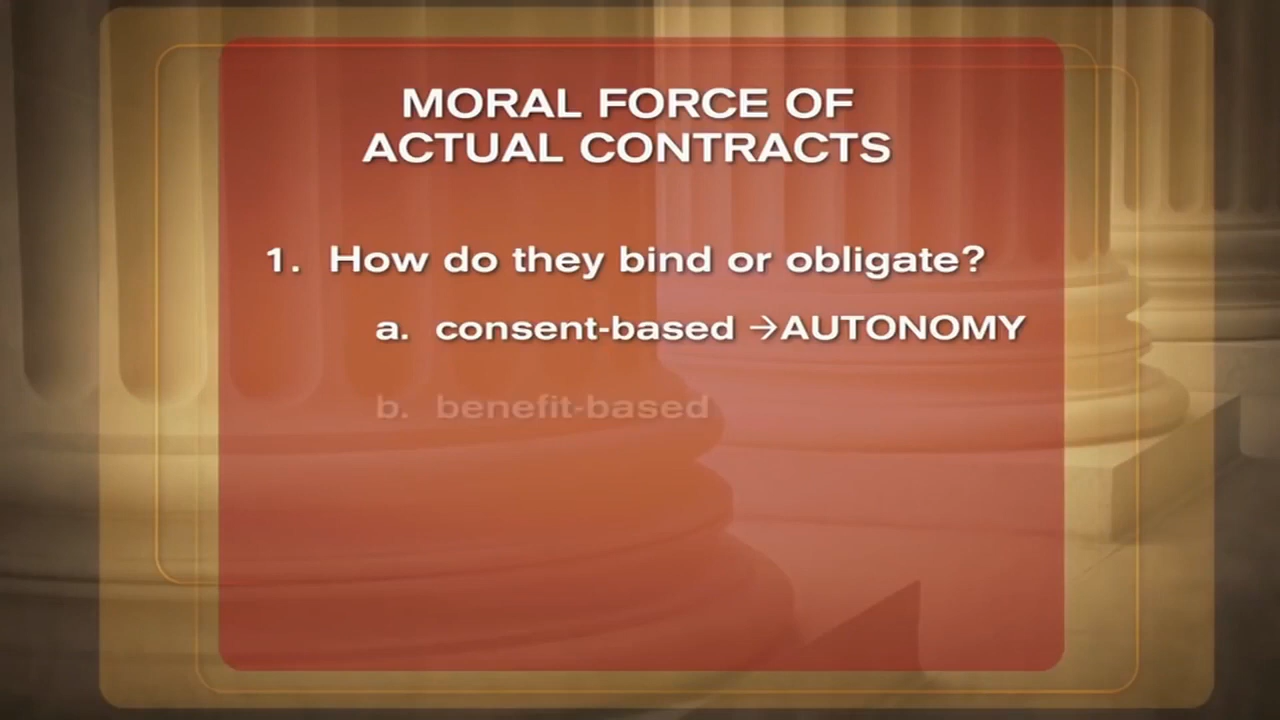 MORAL FORCE OF
ACTUAL CONTRACTS
1. How do they bind or obligate?
a. consent-based →AUTONOMY
b. benefit-based